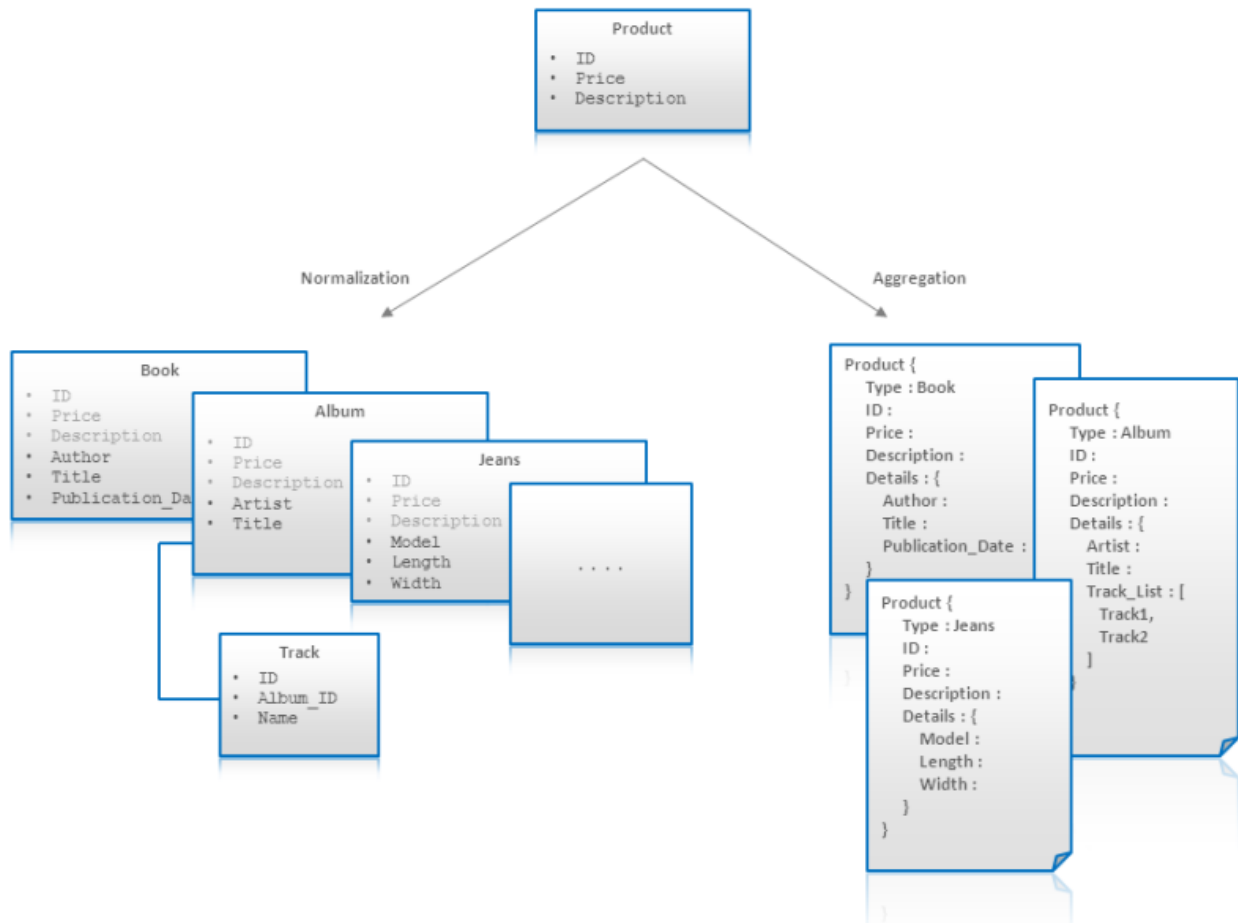 Product
• ID
• Price
• Description
Normalization
Aggregation
Book
• ID
• Price
• Description
• Author
• Title
• Publication_Da
Album
• ID
• Price
• Description
• Artist
• Title
Jeans
• ID
• Price
• Description
• Model
• Length
• Width
. . . .
Track
• ID
• Album_ID
• Name
Product {
Type : Book
ID :
Price :
Description :
Details : {
Author :
Title :
Publication_Date :
}
}
Product {
Type : Album
ID :
Price :
Description :
Details : {
Artist :
Title :
Track_List : [
Track1,
Track2
]
}
Product {
Type : Jeans
ID :
Price :
Description :
Details : {
Model :
Length :
Width :
}
}